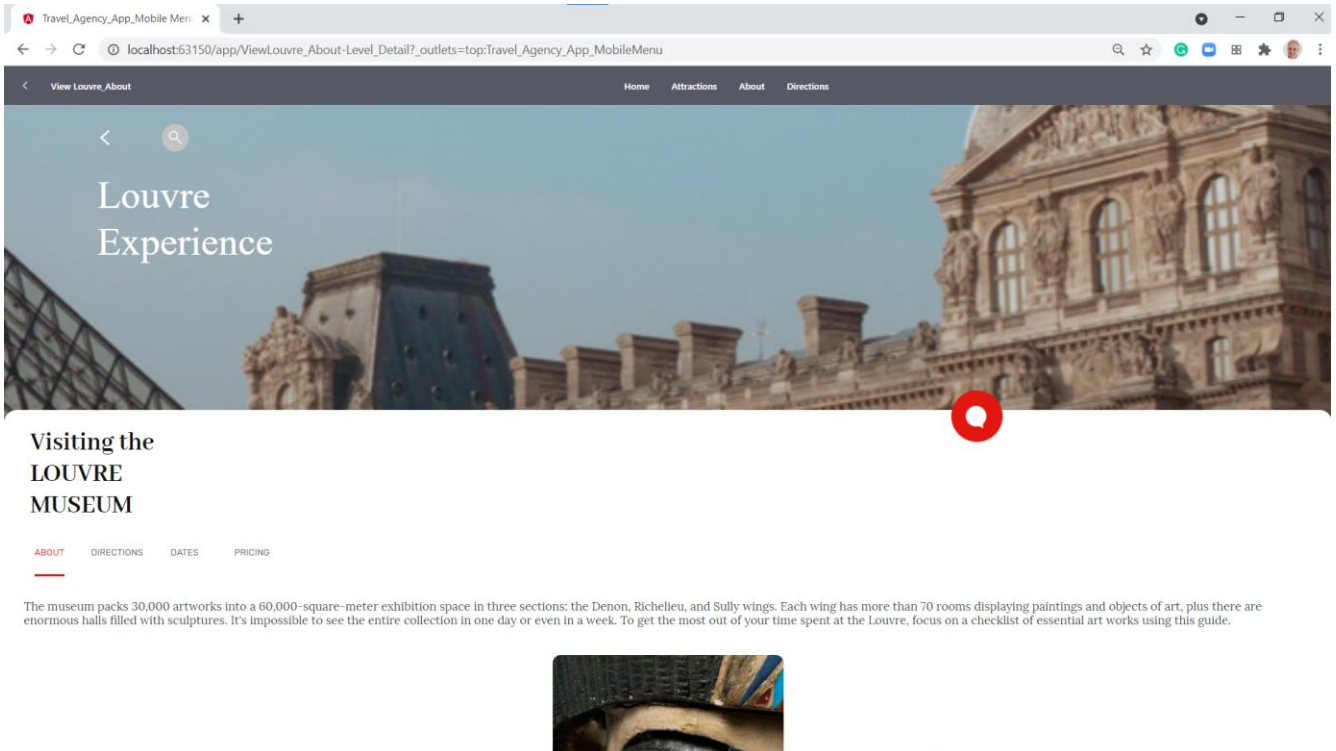 Travel_Agency_App_Mobile Men
localhost:63150/app/ViewLouvre_About-Level_Detail?_outlets=top:Travel_Agency_App_MobileMenu
View Louvre_About
Home Attractions About Directions
Louvre
Experience
Visiting the
LOUVRE
MUSEUM
ABOUT DIRECTIONS DATES PRICING
The museum packs 30,000 artworks into a 60,000-square-meter exhibition space in three sections: the Denon, Richelieu, and Sully wings. Each wing has more than 70 rooms displaying paintings and objects of art, plus there are
enormous halls filled with sculptures. It's impossible to see the entire collection in one day or even in a week. To get the most out of your time spent at the Louvre, focus on a checklist of essential art works using this guide.